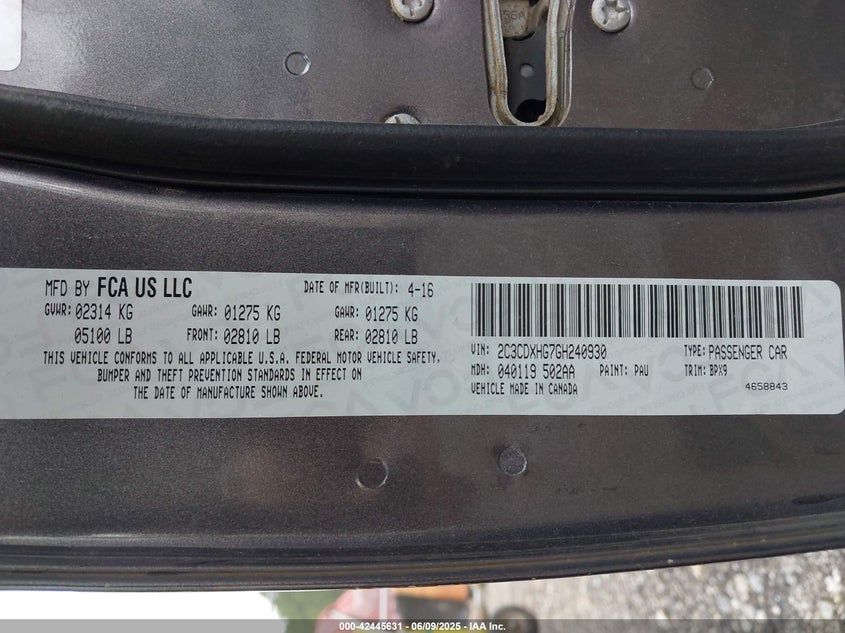 MFD BY FCA US LLC DATE OF MFR(BUILT): 4-16
GVWR: 02314 KG GAWR: 01275 KG GAWR: 01275 KG
05100 LB FRONT: 02810 LB REAR: 02810 LB
THIS VEHICLE CONFORMS TO ALL APPLICABLE U.S.A. FEDERAL MOTOR VEHICLE SAFETY,
BUMPER AND THEFT PREVENTION STANDARDS IN EFFECT ON
THE DATE OF MANUFACTURE SHOWN ABOVE.
VIN: 2C3CDXHG7GH240930 TYPE: PASSENGER CAR
MDH: 040119 502AA PAINT: PAU TRIM: BPX9
VEHICLE MADE IN CANADA 4658843
000-42445631 - 06/09/2025 - IAA Inc.